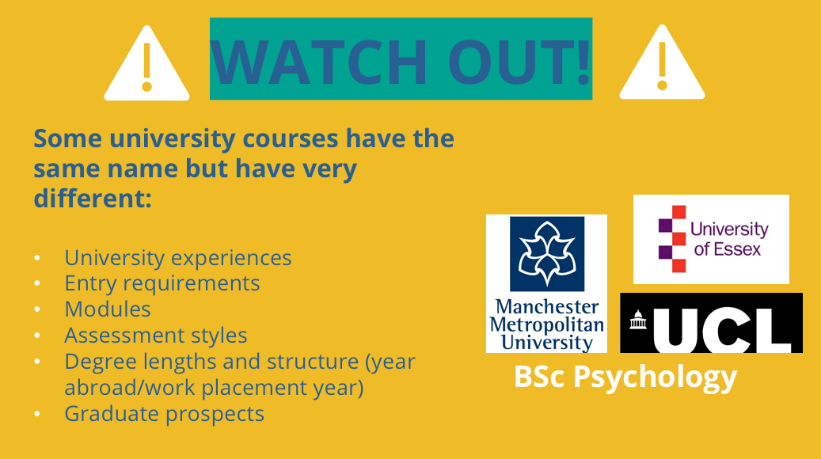 WATCH OUT!
Some university courses have the
same name but have very
different:
• University experiences
• Entry requirements
• Modules
• Assessment styles
• Degree lengths and structure (year
abroad/work placement year)
• Graduate prospects
University
of Essex
Manchester
Metropolitan
University
UCL
BSc Psychology